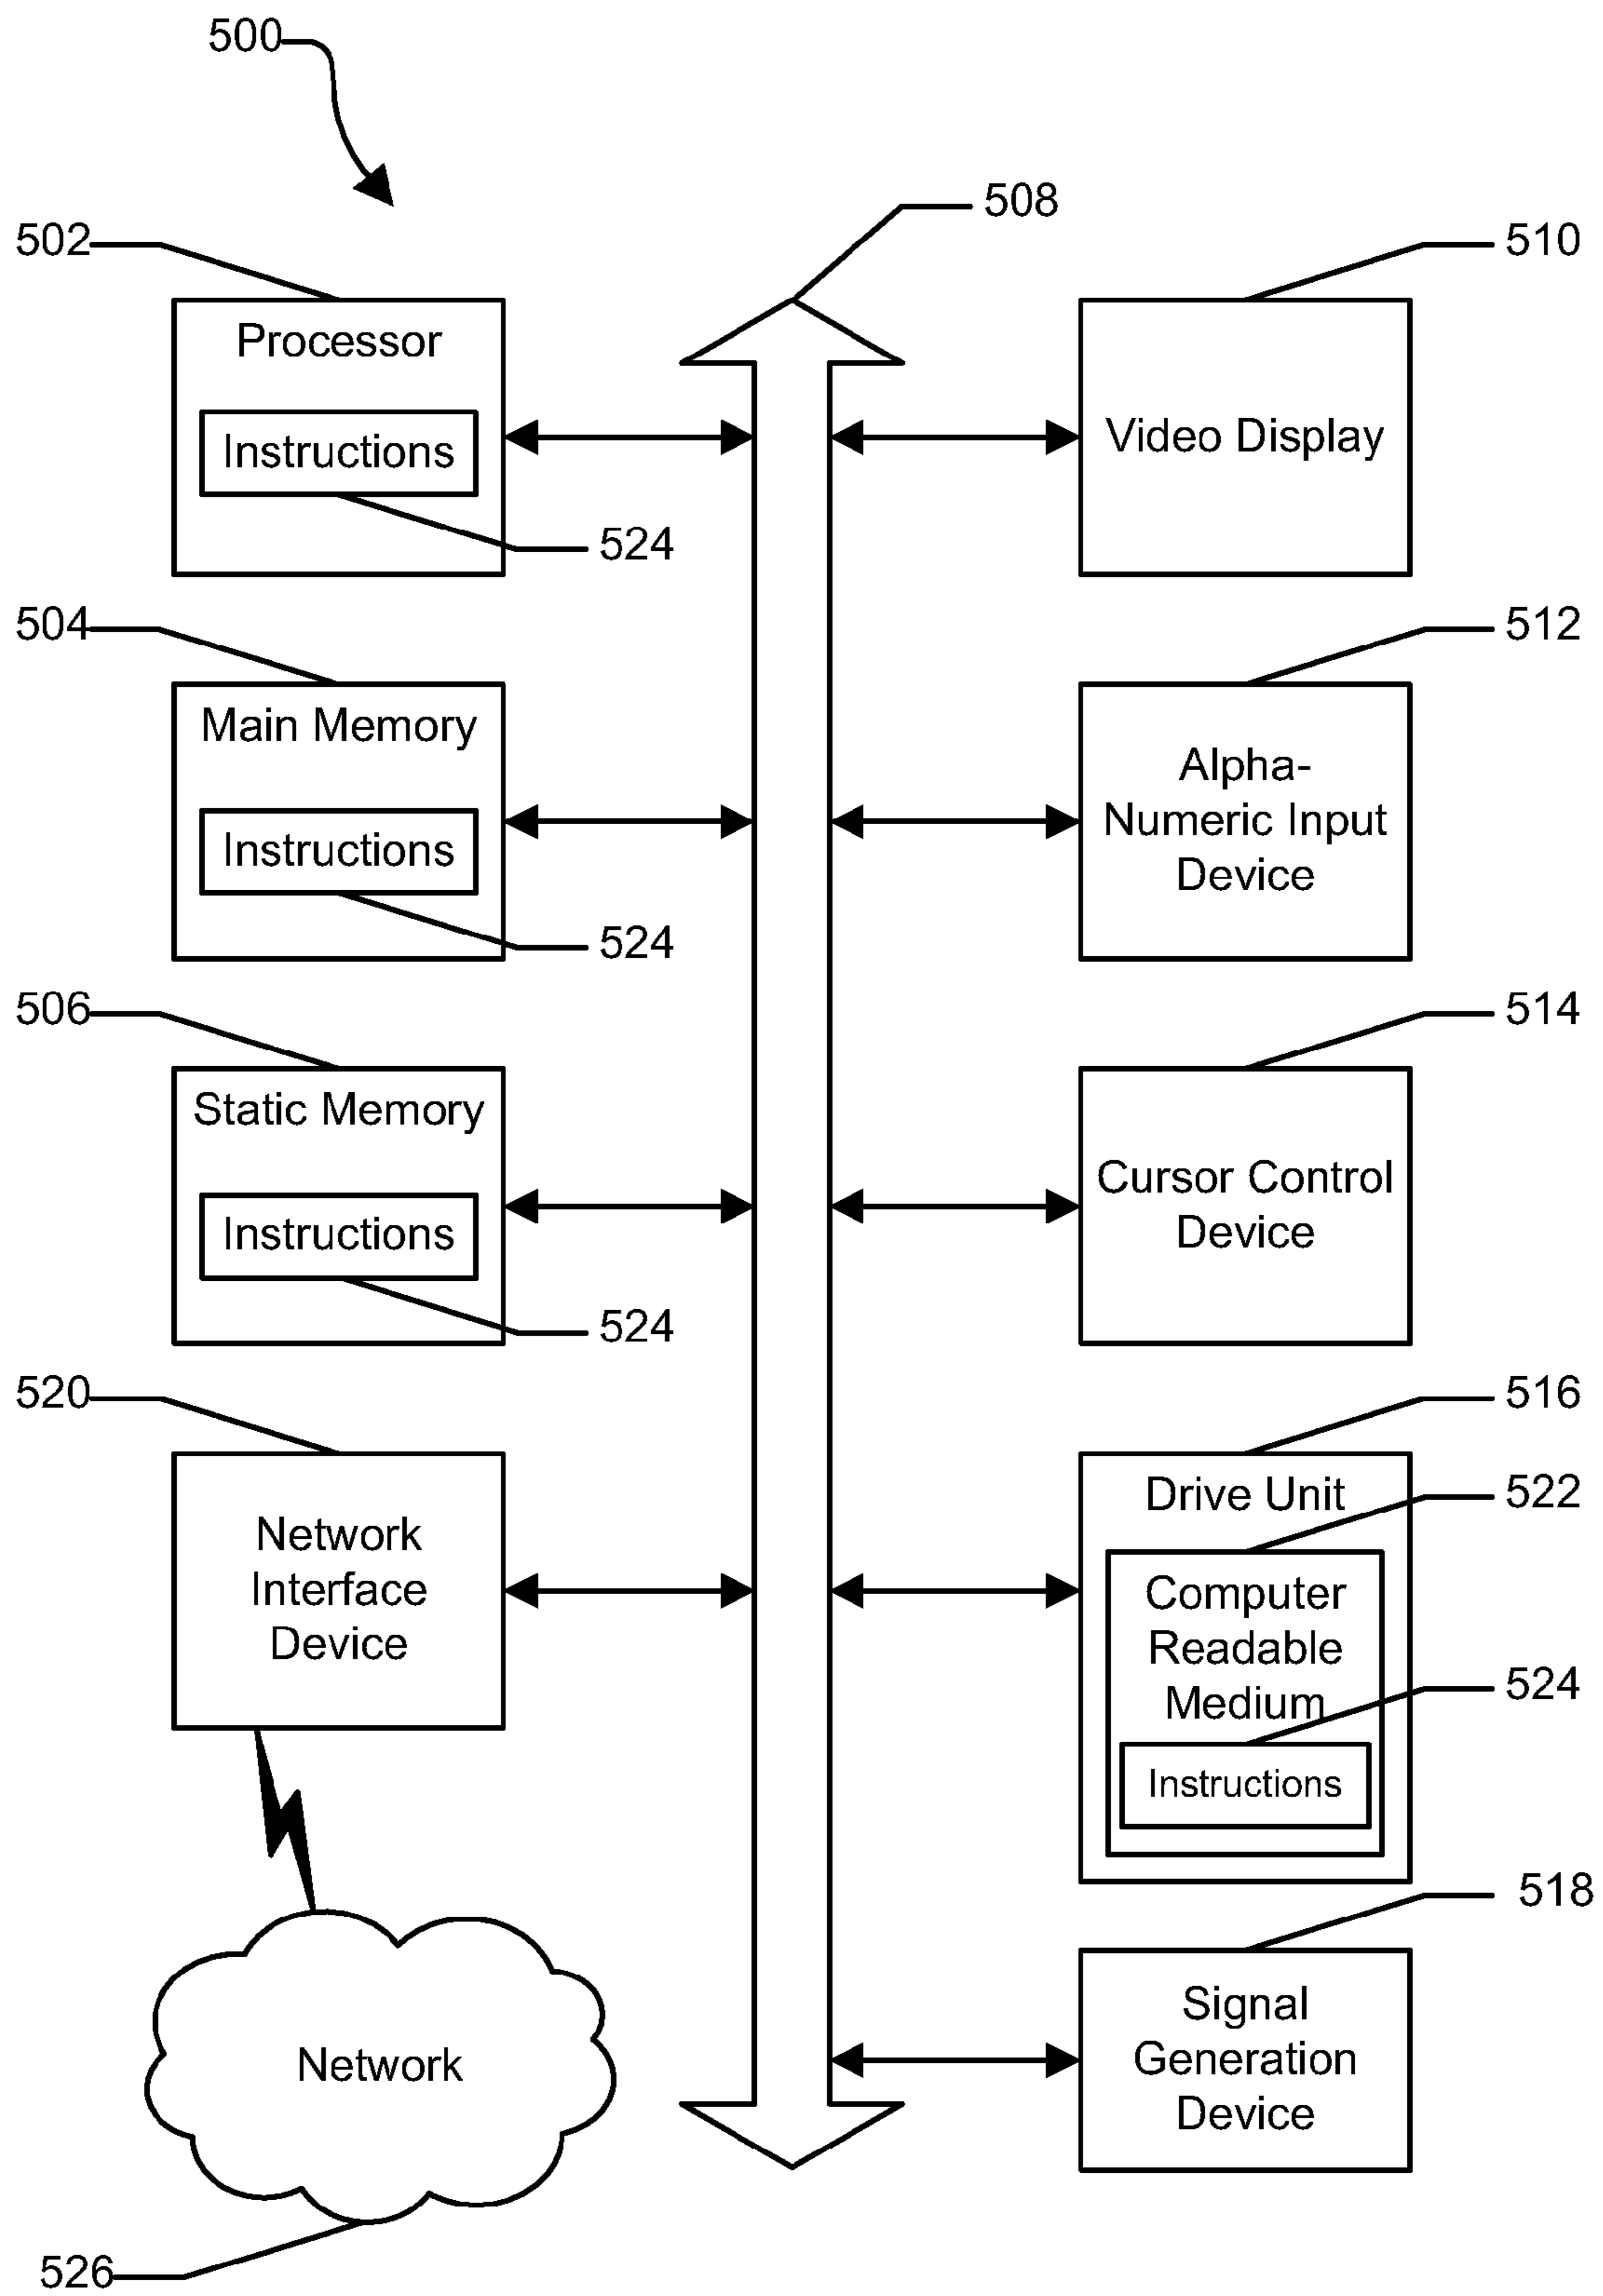 500
508
502
510
Processor
Instructions
524
Video Display
504
512
Main Memory
Instructions
524
Alpha-
Numeric Input
Device
506
514
Static Memory
Instructions
524
Cursor Control
Device
520
516
Network
Interface
Device
Drive Unit
522
Computer
Readable
Medium
524
Instructions
518
Signal
Generation
Device
Network
526